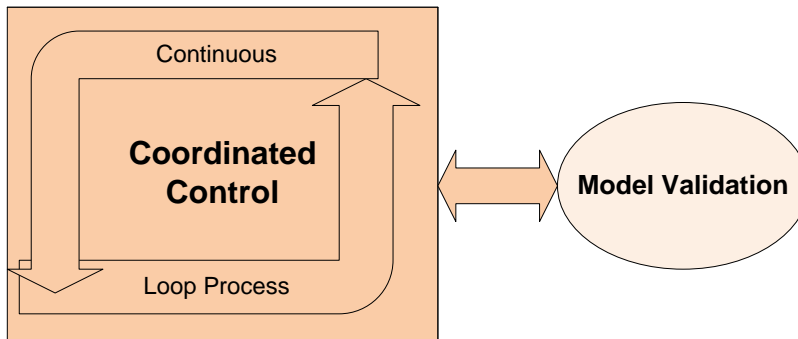 Continuous
Coordinated
Control
Model Validation
Loop Process